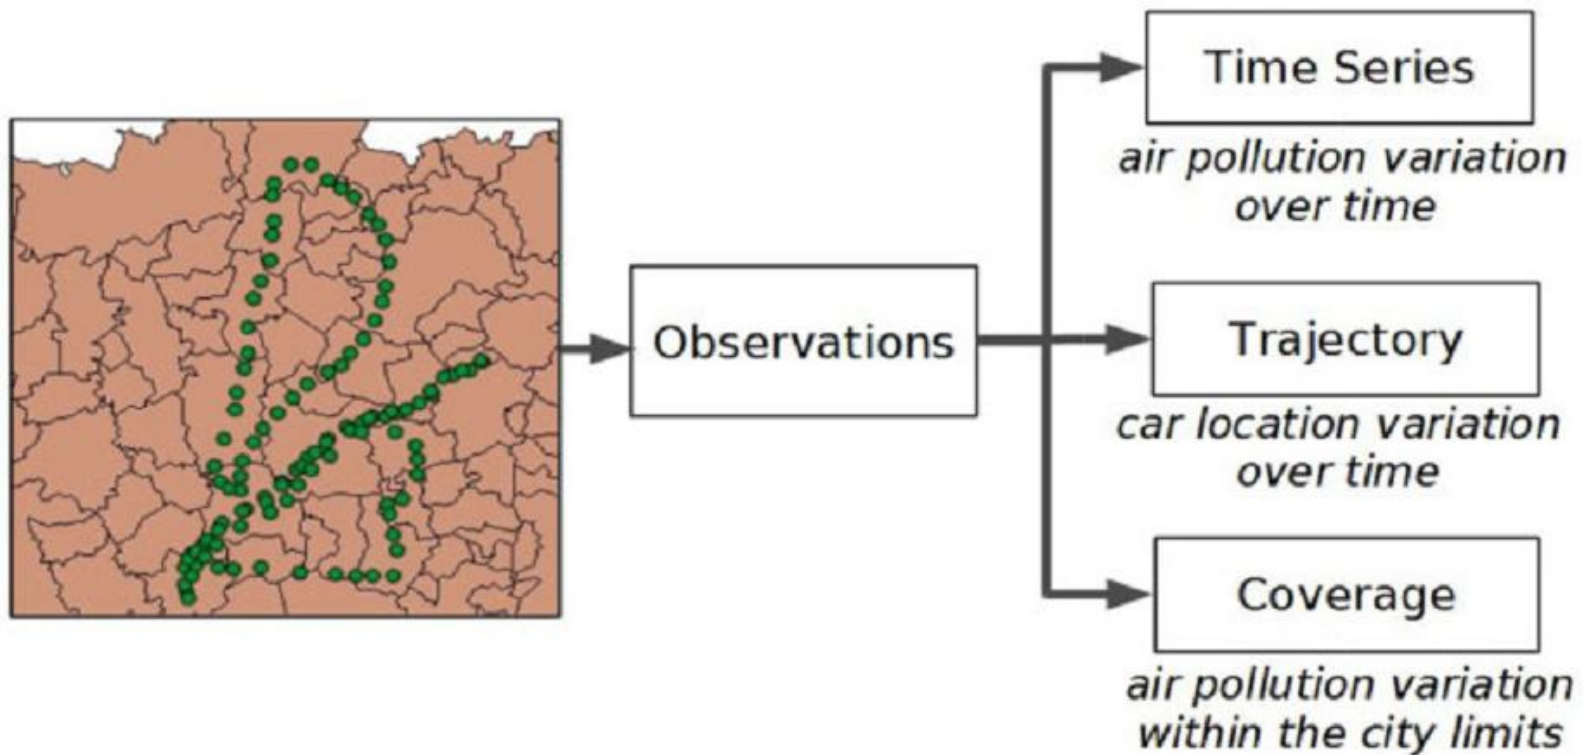 Time Series
air pollution variation
over time
Observations
Trajectory
car location variation
over time
Coverage
air pollution variation
within the city limits